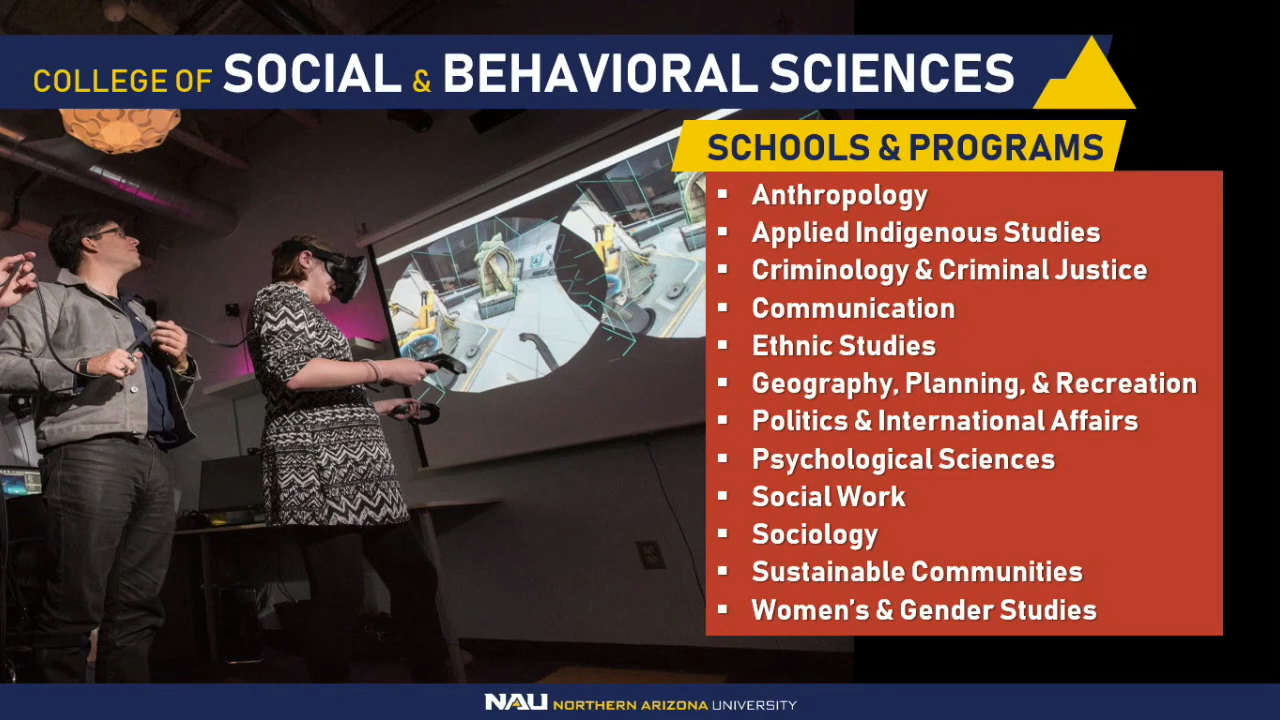 COLLEGE OF SOCIAL & BEHAVIORAL SCIENCES
SCHOOLS & PROGRAMS
▪ Anthropology
▪ Applied Indigenous Studies
▪ Criminology & Criminal Justice
▪ Communication
▪ Ethnic Studies
▪ Geography, Planning, & Recreation
▪ Politics & International Affairs
▪ Psychological Sciences
▪ Social Work
▪ Sociology
▪ Sustainable Communities
▪ Women's & Gender Studies
NAU NORTHERN ARIZONA UNIVERSITY